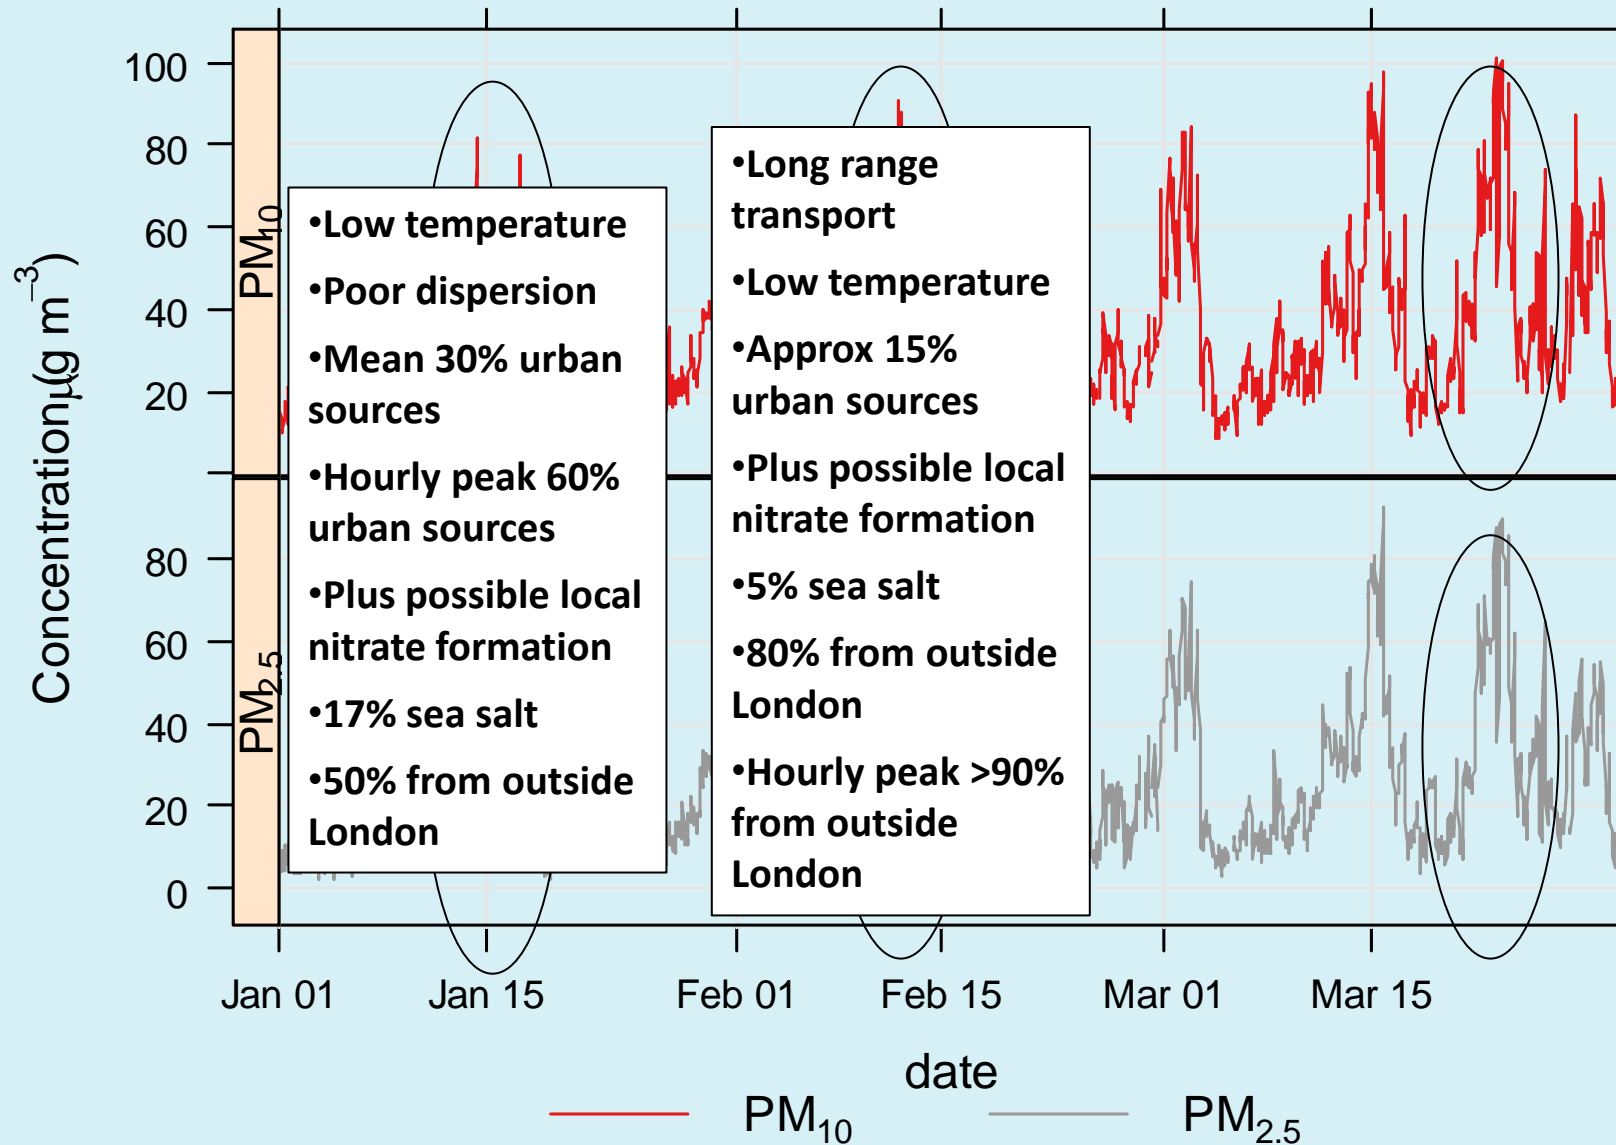 100
80
60
40
20
80
60
40
20
0
Concentration (µg m⁻³)
PM₁₀
PM₂.₅
•Low temperature
•Poor dispersion
•Mean 30% urban
sources
•Hourly peak 60%
urban sources
•Plus possible local
nitrate formation
•17% sea salt
•50% from outside
London
•Long range
transport
•Low temperature
•Approx 15%
urban sources
•Plus possible local
nitrate formation
•5% sea salt
•80% from outside
London
•Hourly peak >90%
from outside
London
Jan 01 Jan 15 Feb 01 Feb 15 Mar 01 Mar 15
date
PM₁₀ PM₂.₅